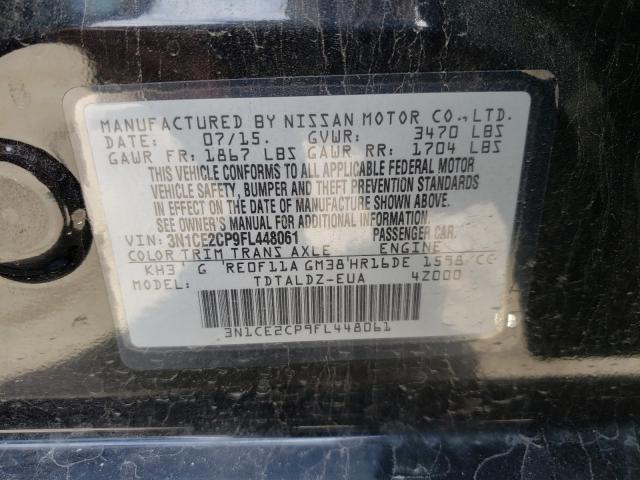 MANUFACTURED BY NISSAN MOTOR CO.,LTD.
DATE: 07/15. GVWR: 3470 LBS
GAWR FR: 1867 LBS GAWR RR: 1704 LBS
THIS VEHICLE CONFORMS TO ALL APPLICABLE FEDERAL MOTOR
VEHICLE SAFETY, BUMPER AND THEFT PREVENTION STANDARDS
IN EFFECT ON THE DATE OF MANUFACTURE SHOWN ABOVE.
SEE OWNER'S MANUAL FOR ADDITIONAL INFORMATION
VIN: 3N1CE2CP9FL448061 PASSENGER CAR.
COLOR TRIM TRANS AXLE ENGINE
KH3 G RE0F11A GM38 HR16DE 1598 CC
MODEL: TDTALDZ-EUA 4Z000
3N1CE2CP9FL448061